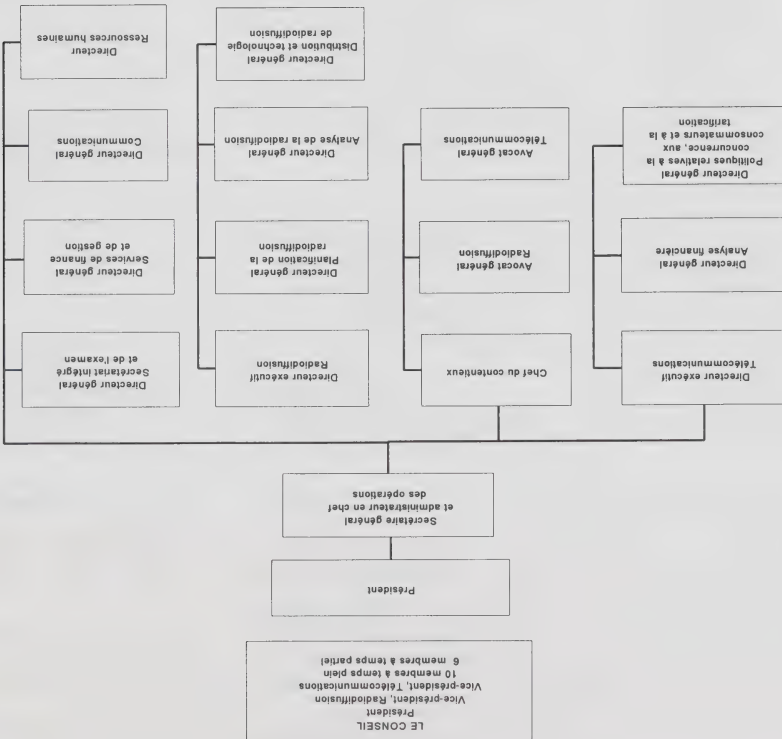 LE CONSEIL
Président
Vice-président, Radiodiffusion
Vice-président, Télécommunications
10 membres à temps plein
6 membres à temps partiel
Président
Secrétaire général
et administrateur en chef
des opérations
Directeur exécutif
Télécommunications
Directeur général
Analyse financière
Directeur général
Politiques relatives à la
concurrence, aux
consommateurs et à la
tarification
Chef du contentieux
Avocat général
Radiodiffusion
Avocat général
Télécommunications
Directeur exécutif
Radiodiffusion
Directeur général
Planification de la
radiodiffusion
Directeur général
Analyse de la radiodiffusion
Directeur général
Distribution et technologie
de radiodiffusion
Directeur général
Secrétariat intégré
et de l'examen
Directeur général
Services de finance
et de gestion
Directeur général
Communications
Directeur
Ressources humaines